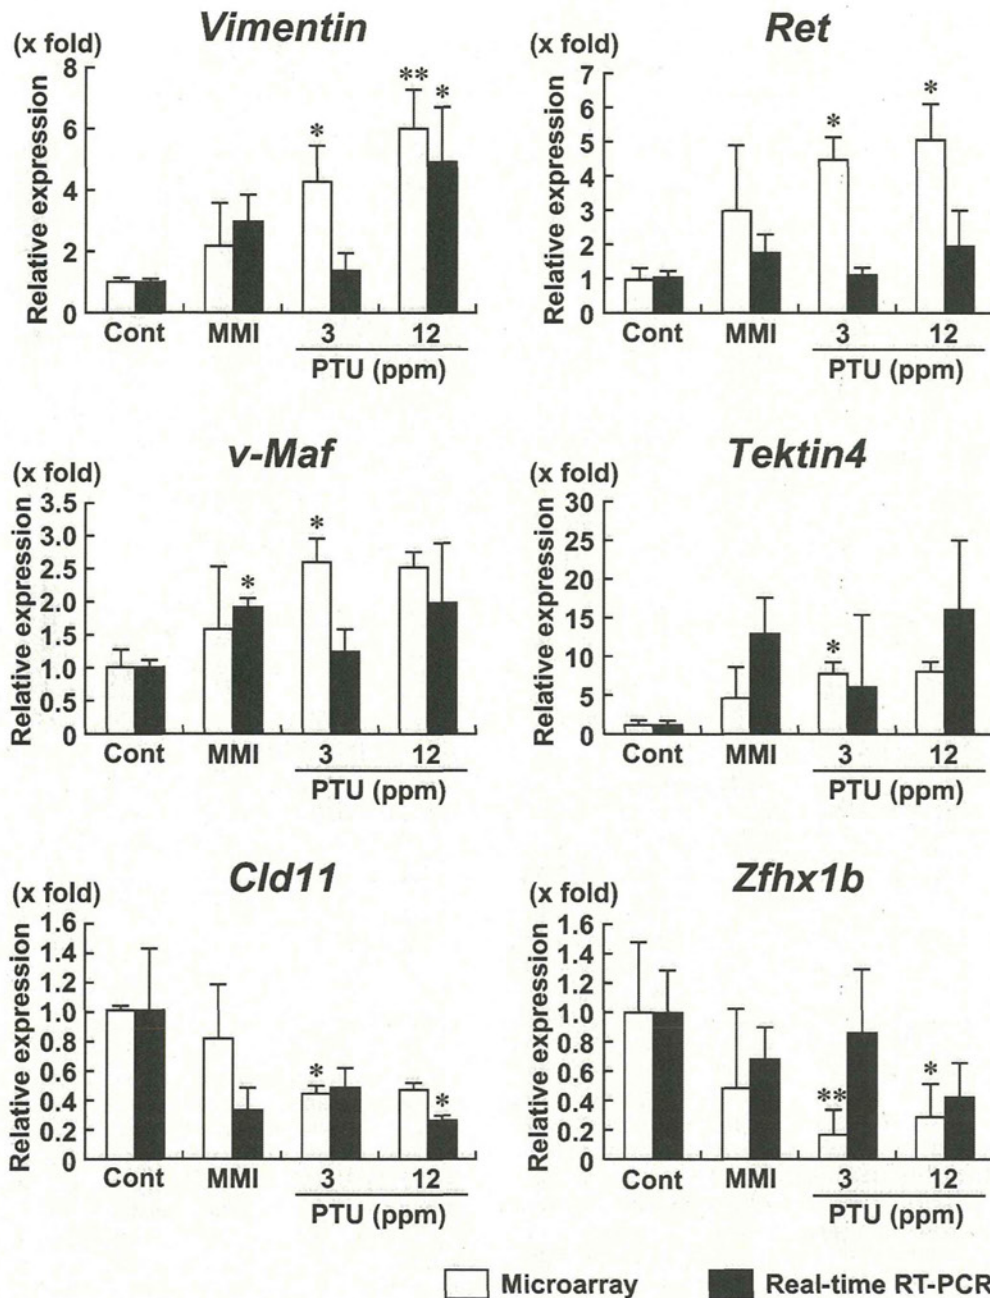 Vimentin
(x fold)
Relative expression
8
6
4
2
0
*
**
*
Cont MMI 3 12
PTU (ppm)
Ret
(x fold)
Relative expression
7
6
5
4
3
2
1
0
*
*
Cont MMI 3 12
PTU (ppm)
v-Maf
(x fold)
Relative expression
3.5
3.0
2.5
2.0
1.5
1.0
0.5
0
*
*
Cont MMI 3 12
PTU (ppm)
Tektin4
(x fold)
Relative expression
30
25
20
15
10
5
0
*
Cont MMI 3 12
PTU (ppm)
Cld11
(x fold)
Relative expression
1.6
1.4
1.2
1.0
0.8
0.6
0.4
0.2
0
*
*
Cont MMI 3 12
PTU (ppm)
Zfhx1b
(x fold)
Relative expression
1.6
1.4
1.2
1.0
0.8
0.6
0.4
0.2
0
**
*
Cont MMI 3 12
PTU (ppm)
Microarray Real-time RT-PCR